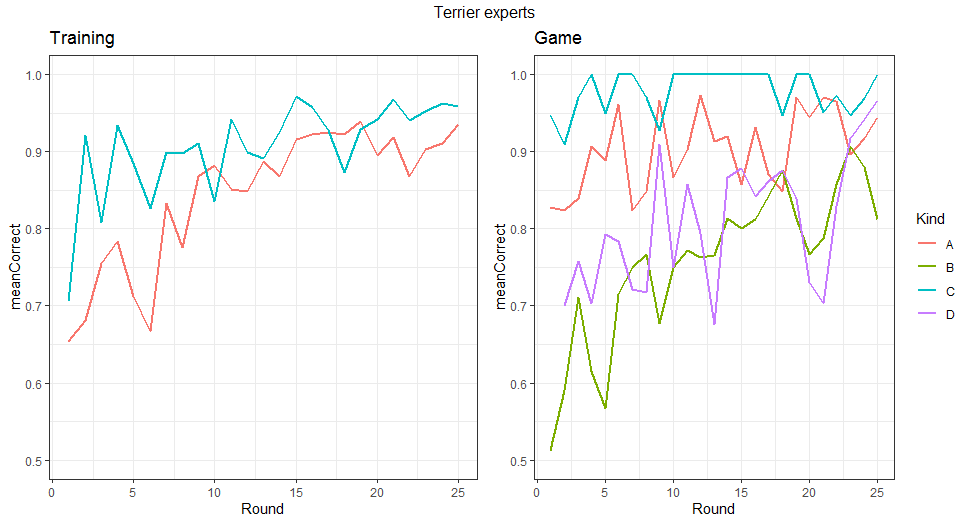 Terrier experts
Training
1.0
0.9
0.8
0.7
0.6
0.5
meanCorrect
0 5 10 15 20 25
Round
Game
1.0
0.9
0.8
0.7
0.6
0.5
meanCorrect
0 5 10 15 20 25
Round
Kind
A
B
C
D